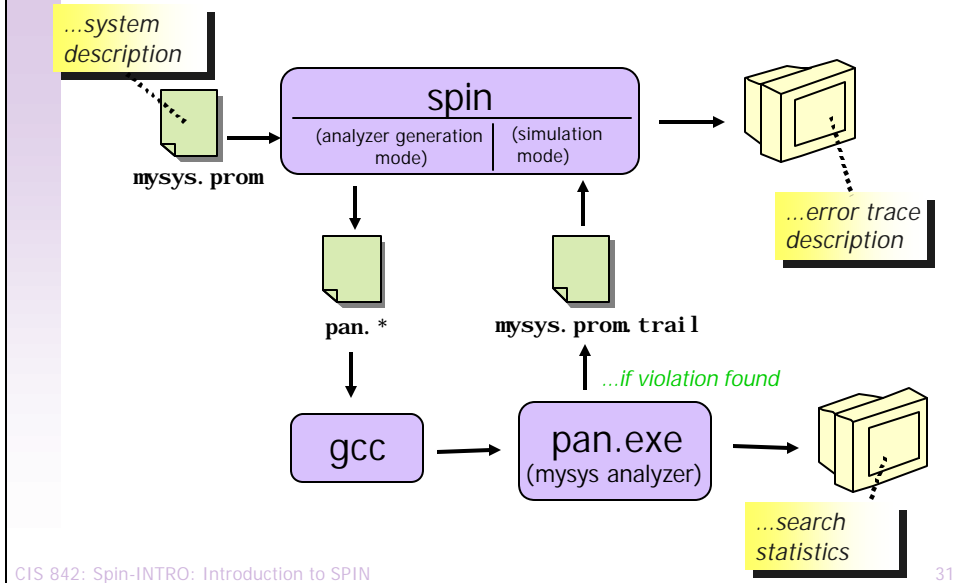 ...system
description
spin
(analyzer generation
mode)
(simulation
mode)
mysys.prom
...error trace
description
pan.*
mysys.prom.trail
...if violation found
gcc
pan.exe
(mysys analyzer)
...search
statistics
CIS 842: Spin-INTRO: Introduction to SPIN
31